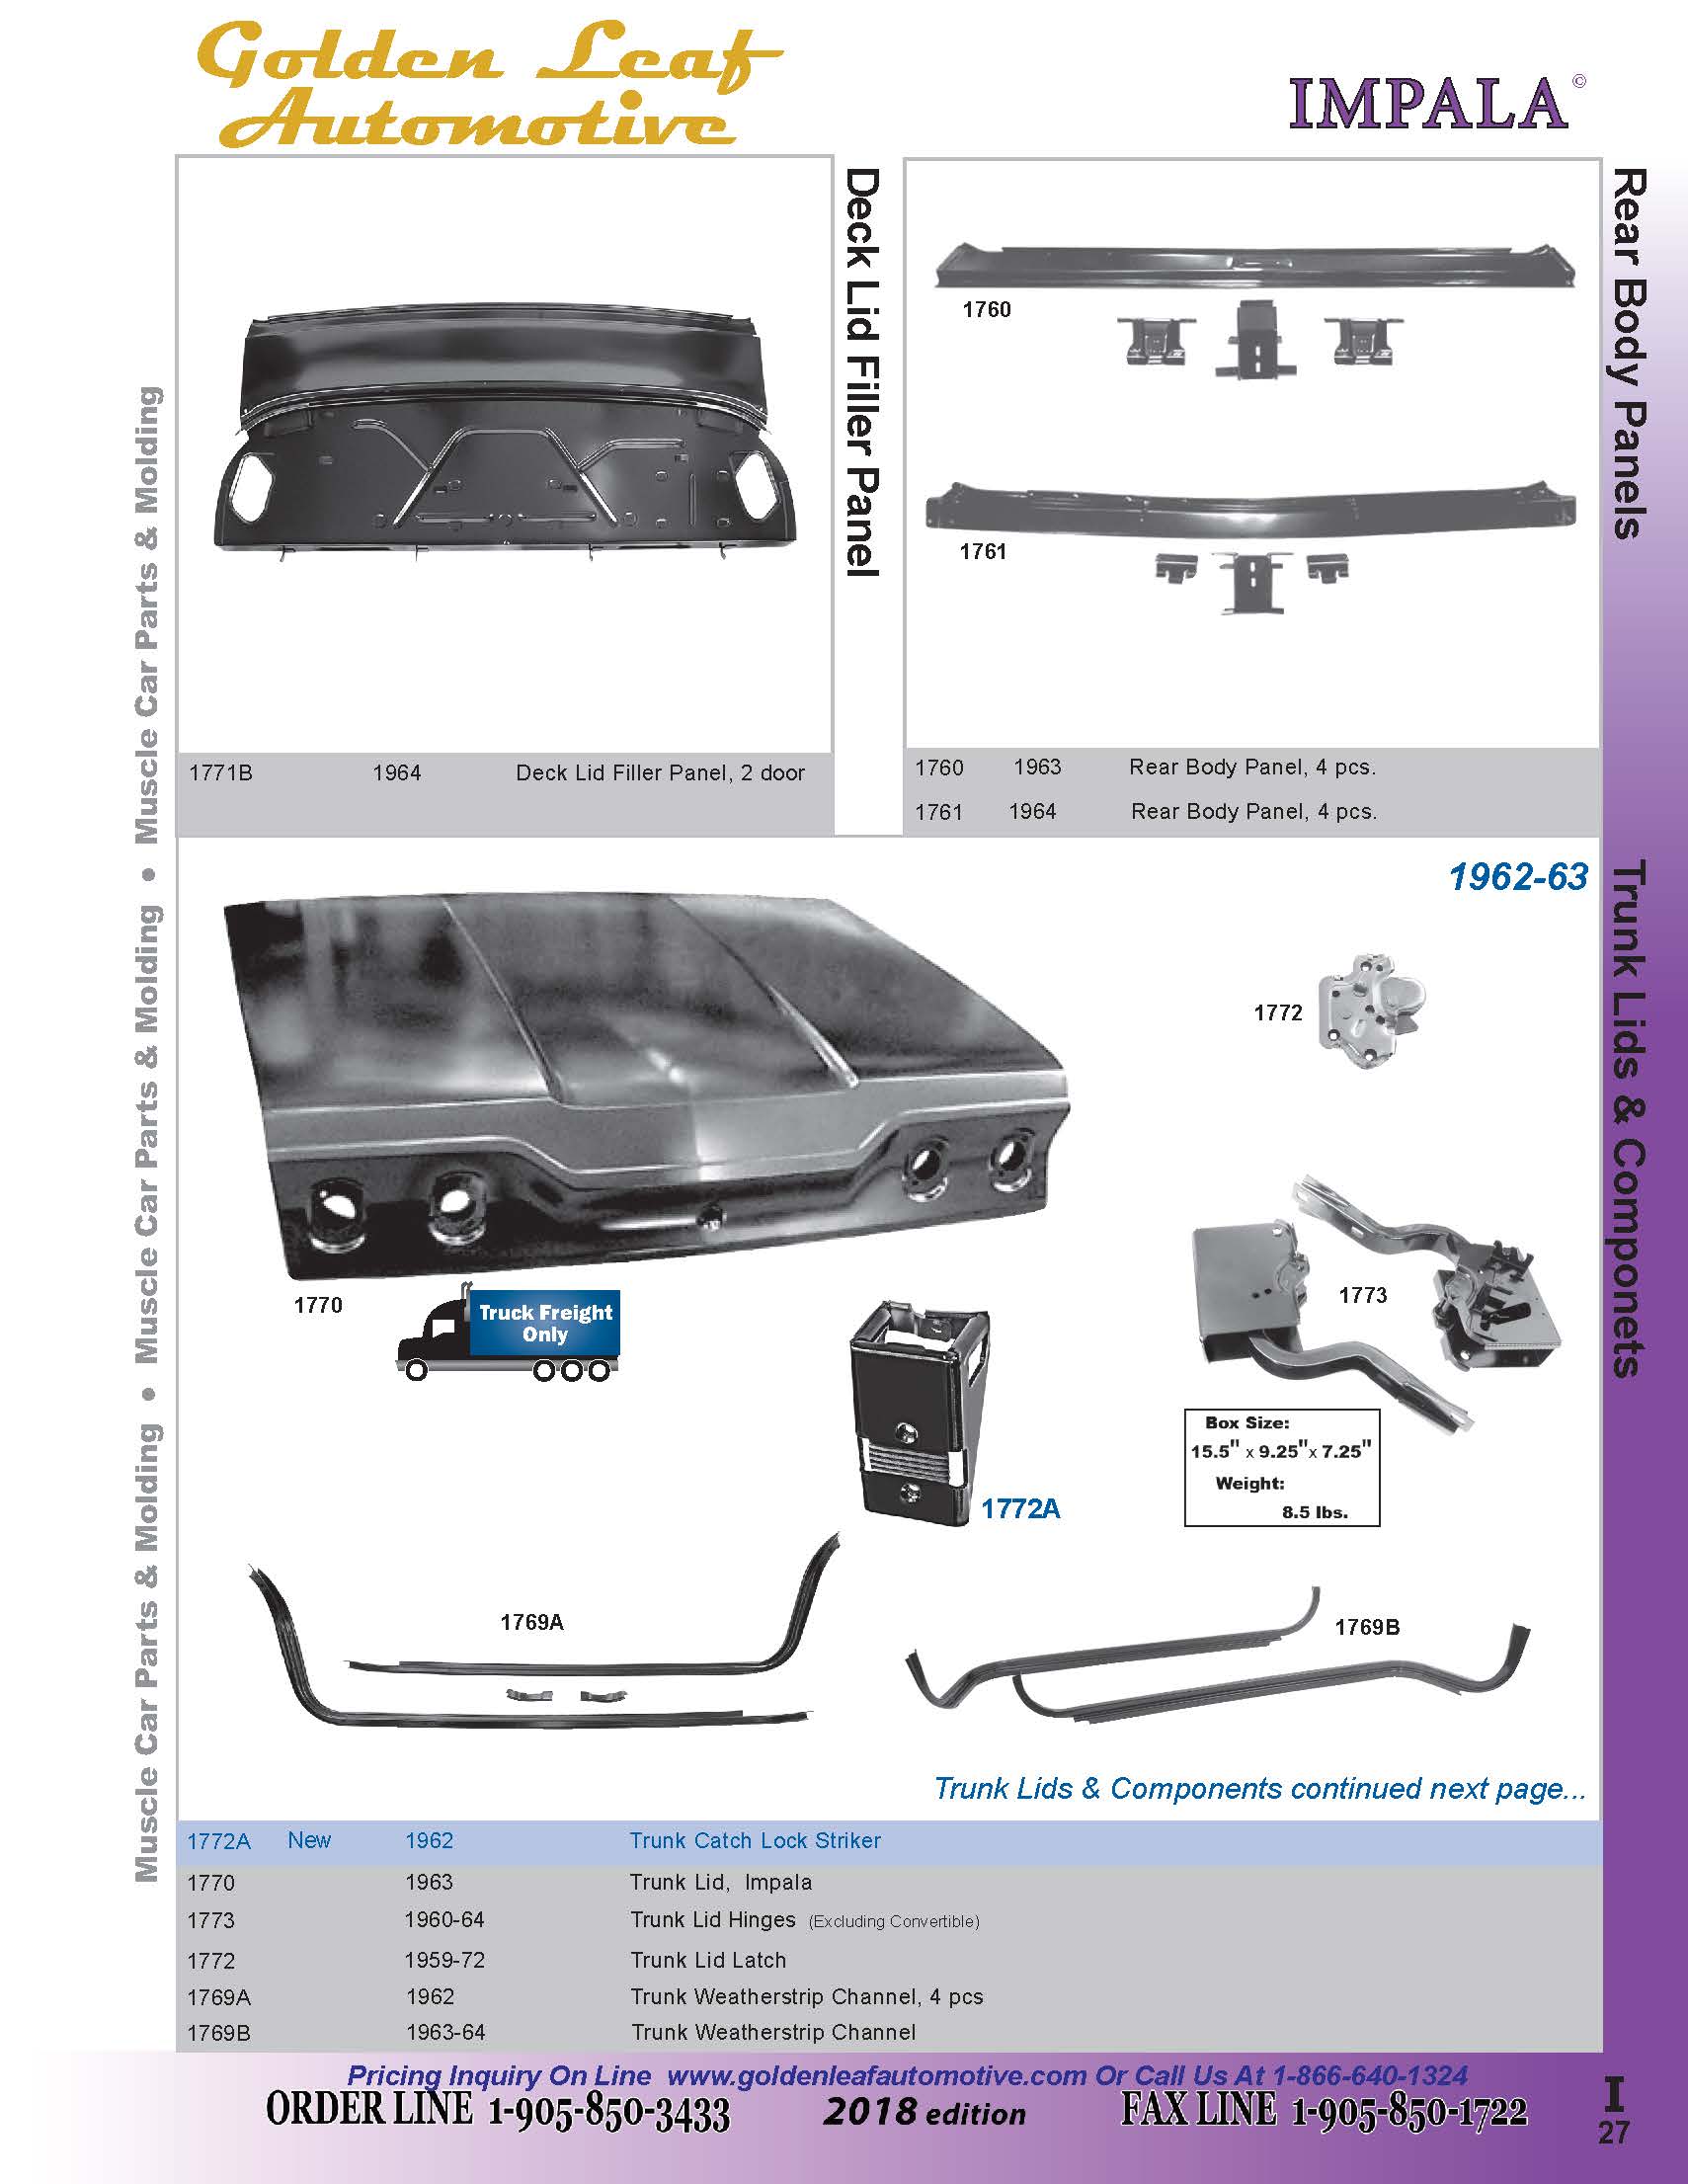 Golden Leaf
Automotive
IMPALA©
Deck Lid Filler Panel
1771B 1964 Deck Lid Filler Panel, 2 door
Rear Body Panels
1760
1761
1760 1963 Rear Body Panel, 4 pcs.
1761 1964 Rear Body Panel, 4 pcs.
Muscle Car Parts & Molding • Muscle Car Parts & Molding • Muscle Car Parts & Molding
Trunk Lids & Componets
1962-63
1772
1770
Truck Freight
Only
1773
Box Size:
15.5" x 9.25"x 7.25"
Weight:
8.5 lbs.
1772A
1769A
1769B
Trunk Lids & Components continued next page...
1772A New 1962 Trunk Catch Lock Striker
1770 1963 Trunk Lid, Impala
1773 1960-64 Trunk Lid Hinges (Excluding Convertible)
1772 1959-72 Trunk Lid Latch
1769A 1962 Trunk Weatherstrip Channel, 4 pcs
1769B 1963-64 Trunk Weatherstrip Channel
Pricing Inquiry On Line www.goldenleafautomotive.com Or Call Us At 1-866-640-1324
ORDER LINE 1-905-850-3433 2018 edition FAX LINE 1-905-850-1722
I
27